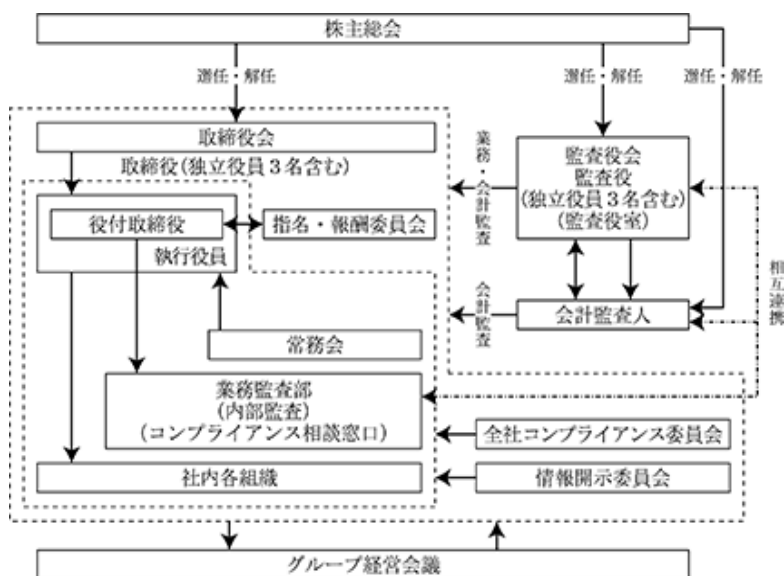 株主総会
選任・解任
選任・解任
選任・解任
取締役会
取締役(独立役員3名含む)
業務・会計監査
監査役会
監査役
(独立役員3名含む)
(監査役室)
役付取締役
指名・報酬委員会
執行役員
相互連携
会計監査
会計監査人
常務会
業務監査部
(内部監査)
(コンプライアンス相談窓口)
全社コンプライアンス委員会
社内各組織
情報開示委員会
グループ経営会議